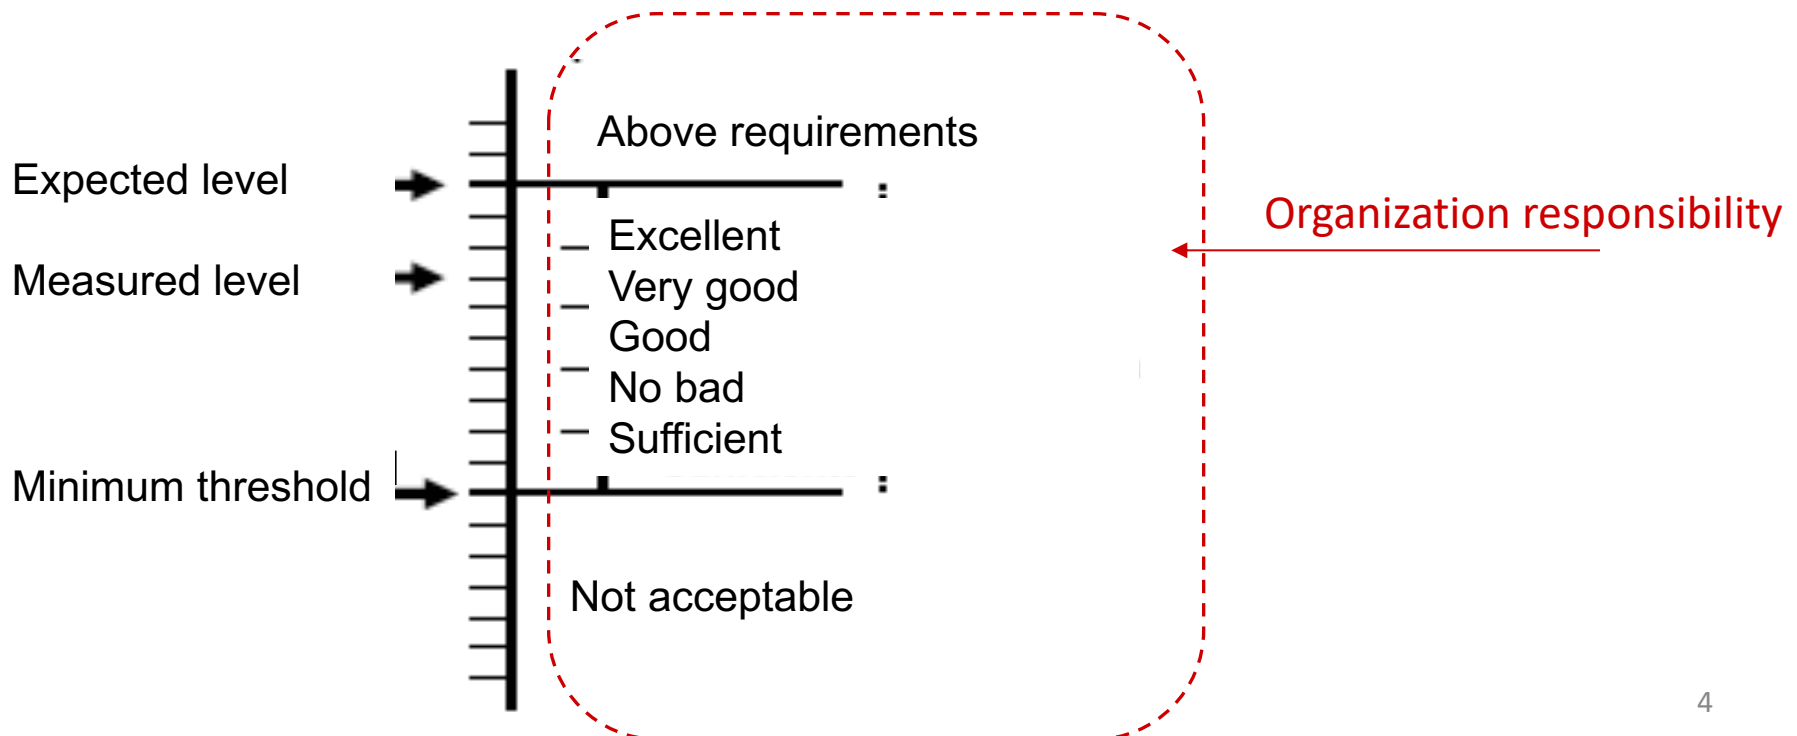 Above requirements
Expected level
Organization responsibility
Excellent
Measured level
Very good
Good
No bad
Sufficient
Minimum threshold
Not acceptable
4